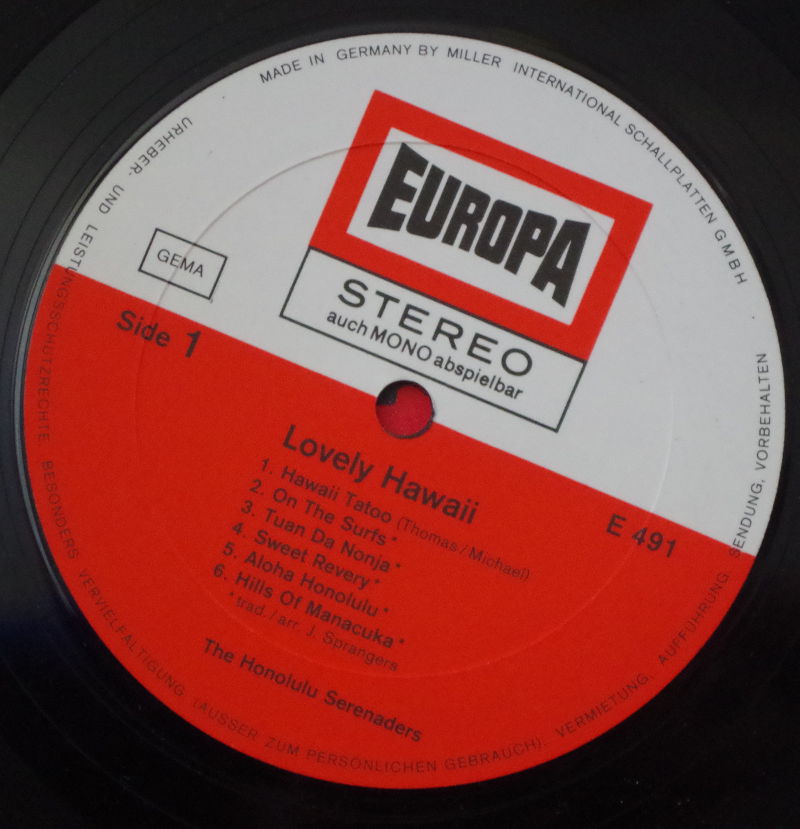 MADE IN GERMANY BY MILLER INTERNATIONAL SCHALLPLATTEN GMBH
EUROPA
STEREO
auch MONO abspielbar
GEMA
Side 1
E 491
Lovely Hawaii
1. Hawaii Tatoo (Thomas/Michael)
2. On The Surfs*
3. Tuan Da Nonja*
4. Sweet Revery*
5. Aloha Honolulu*
6. Hills Of Manacuka*
*trad./arr. J. Sprangers
The Honolulu Serenaders
URHEBER- UND LEISTUNGSSCHUTZRECHTE, BESONDERS VERVIELFÄLTIGUNG (AUSSER ZUM PERSÖNLICHEN GEBRAUCH), VERMIETUNG, AUFFÜHRUNG, SENDUNG, VORBEHALTEN